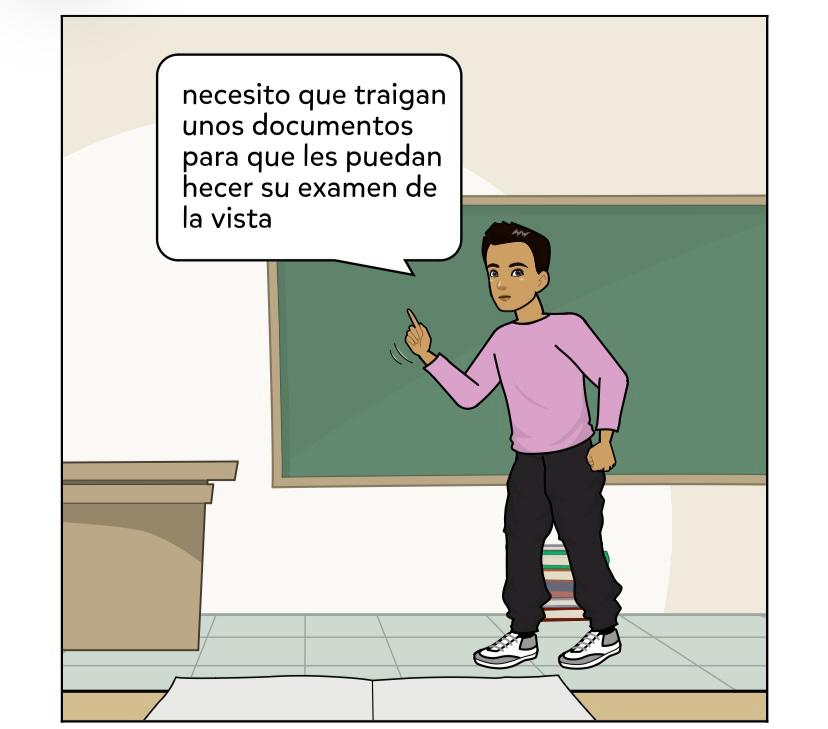 necesito que traigan
unos documentos
para que les puedan
hecer su examen de
la vista